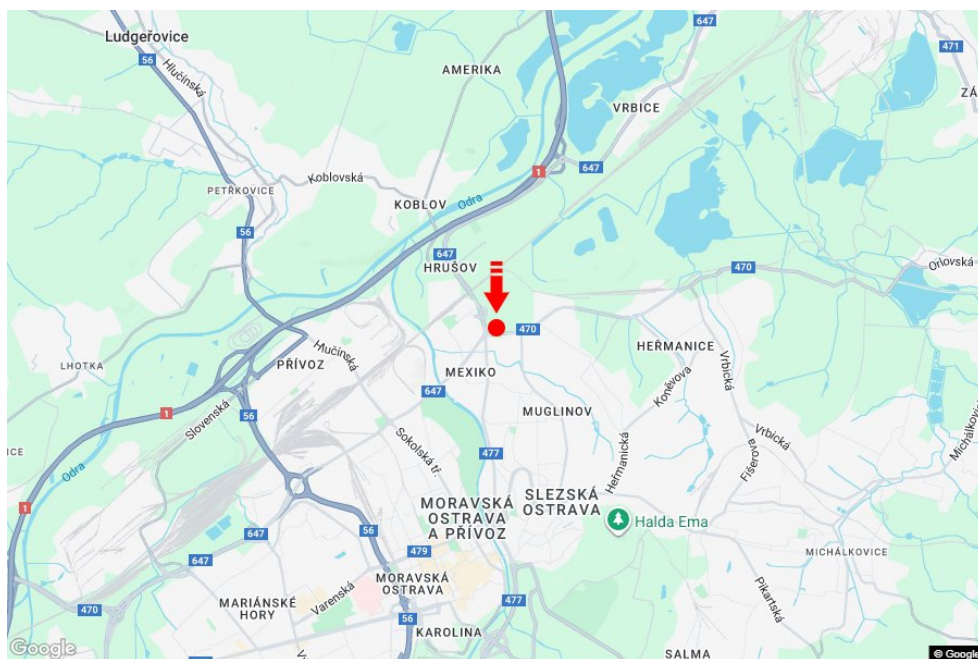 Ludgeřovice
56
Hlučínská
AMERIKA
647
VRBICE
647
471
ZÁ
1
PETŘKOVICE
Koblovská
KOBLOV
Odra
56
647
HRUŠOV
470
Orlovská
470
HEŘMANICE
LHOTKA
PŘÍVOZ
Hlučínská
MEXIKO
647
Koněvova
Vrbická
1
56
Slovenská
MUGLINOV
Sokolská tř.
477
Heřmanická
Fišerova
Vrbická
Michálkovic
ICE
Odra
1
MORAVSKÁ
OSTRAVA
A PŘÍVOZ
SLEZSKÁ
OSTRAVA
Halda Ema
56
647
479
MICHÁLKOVICE
MORAVSKÁ
OSTRAVA
470
MARIÁNSKÉ
HORY
Varenská
477
Pikartská
KAROLINA
SALMA
Google
© Googl